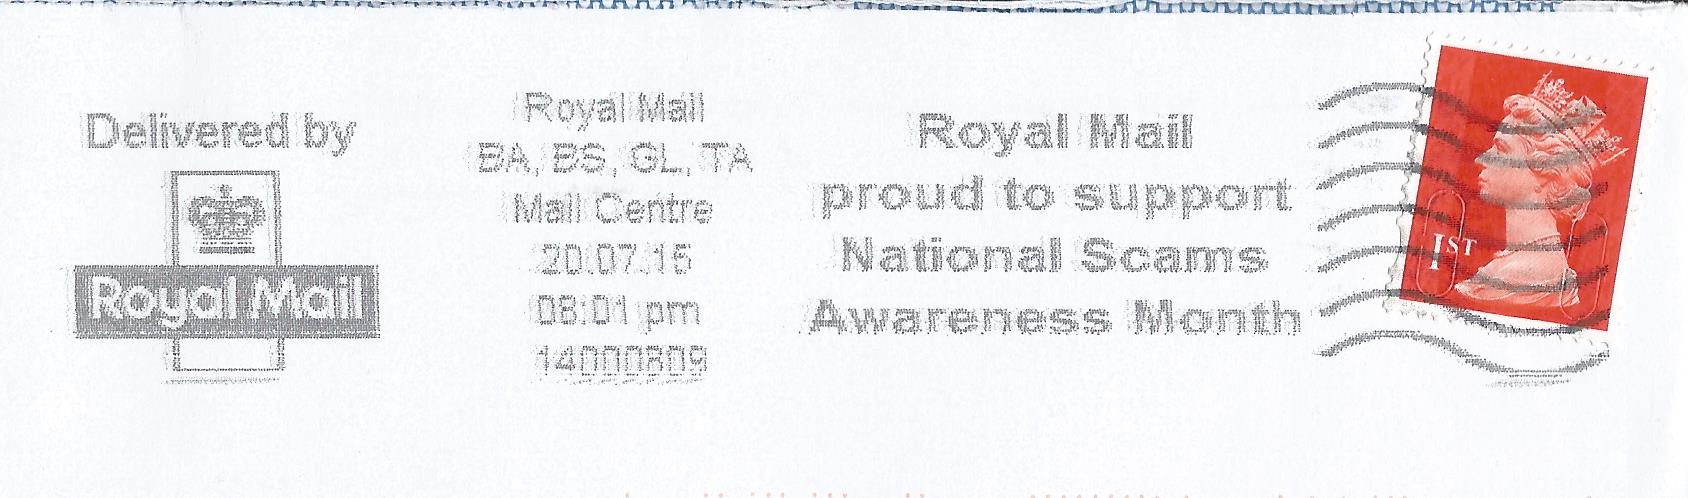 Delivered by
Royal Mail
Royal Mail
BA, BS, GL, TA
Mail Centre
20.07.16
08:01 pm
14000809
Royal Mail
proud to support
National Scams
Awareness Month
1ST